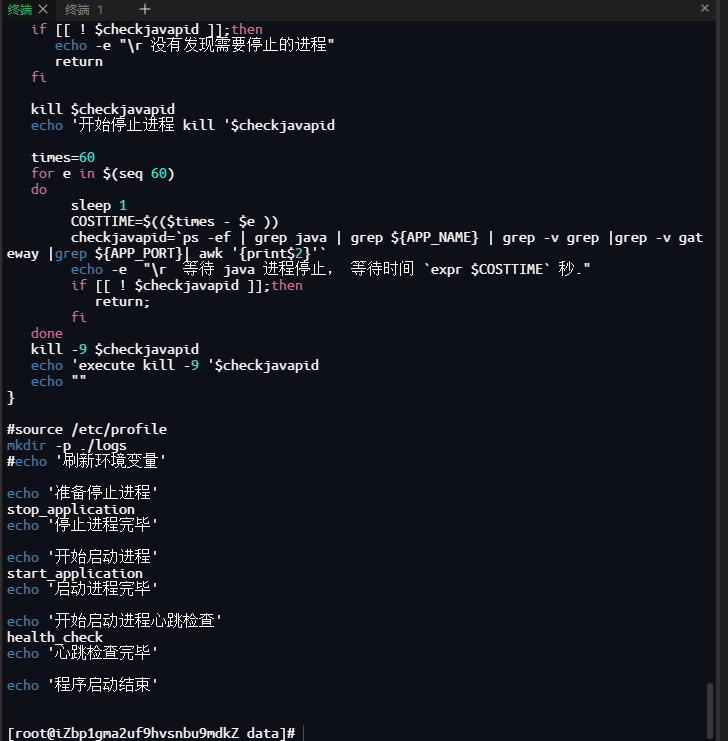 终端 × 终端 1 + ×
if [[ ! $checkjavapid ]];then
echo -e "\r 没有发现需要停止的进程"
return
fi
kill $checkjavapid
echo '开始停止进程 kill '$checkjavapid
times=60
for e in $(seq 60)
do
sleep 1
COSTTIME=$(($times - $e ))
checkjavapid=`ps -ef | grep java | grep ${APP_NAME} | grep -v grep |grep -v gat
eway |grep ${APP_PORT}| awk '{print$2}'`
echo -e  "\r  等待 java 进程停止， 等待时间 `expr $COSTTIME` 秒."
if [[ ! $checkjavapid ]];then
return;
fi
done
kill -9 $checkjavapid
echo 'execute kill -9 '$checkjavapid
echo ""
}
#source /etc/profile
mkdir -p ./logs
#echo '刷新环境变量'
echo '准备停止进程'
stop_application
echo '停止进程完毕'
echo '开始启动进程'
start_application
echo '启动进程完毕'
echo '开始启动进程心跳检查'
health_check
echo '心跳检查完毕'
echo '程序启动结束'
[root@iZbp1gma2uf9hvsnbu9mdkZ data]#